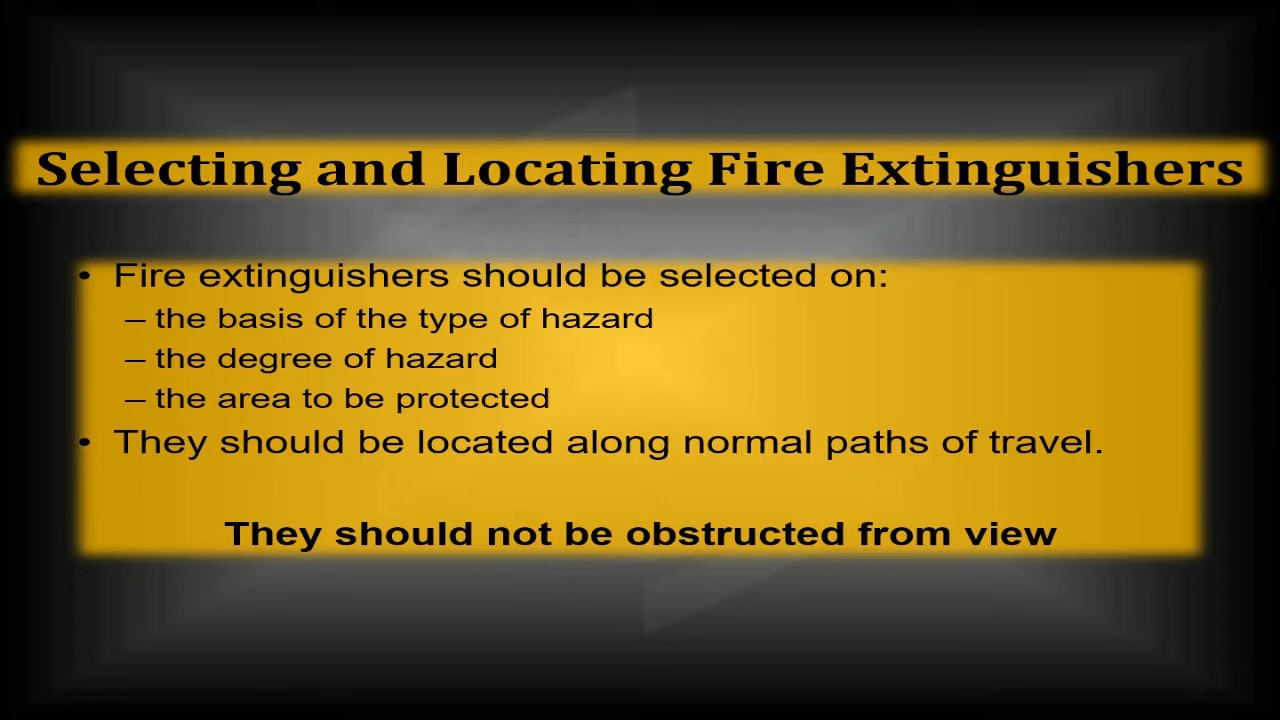 Selecting and Locating Fire Extinguishers
• Fire extinguishers should be selected on:
– the basis of the type of hazard
– the degree of hazard
– the area to be protected
• They should be located along normal paths of travel.
They should not be obstructed from view